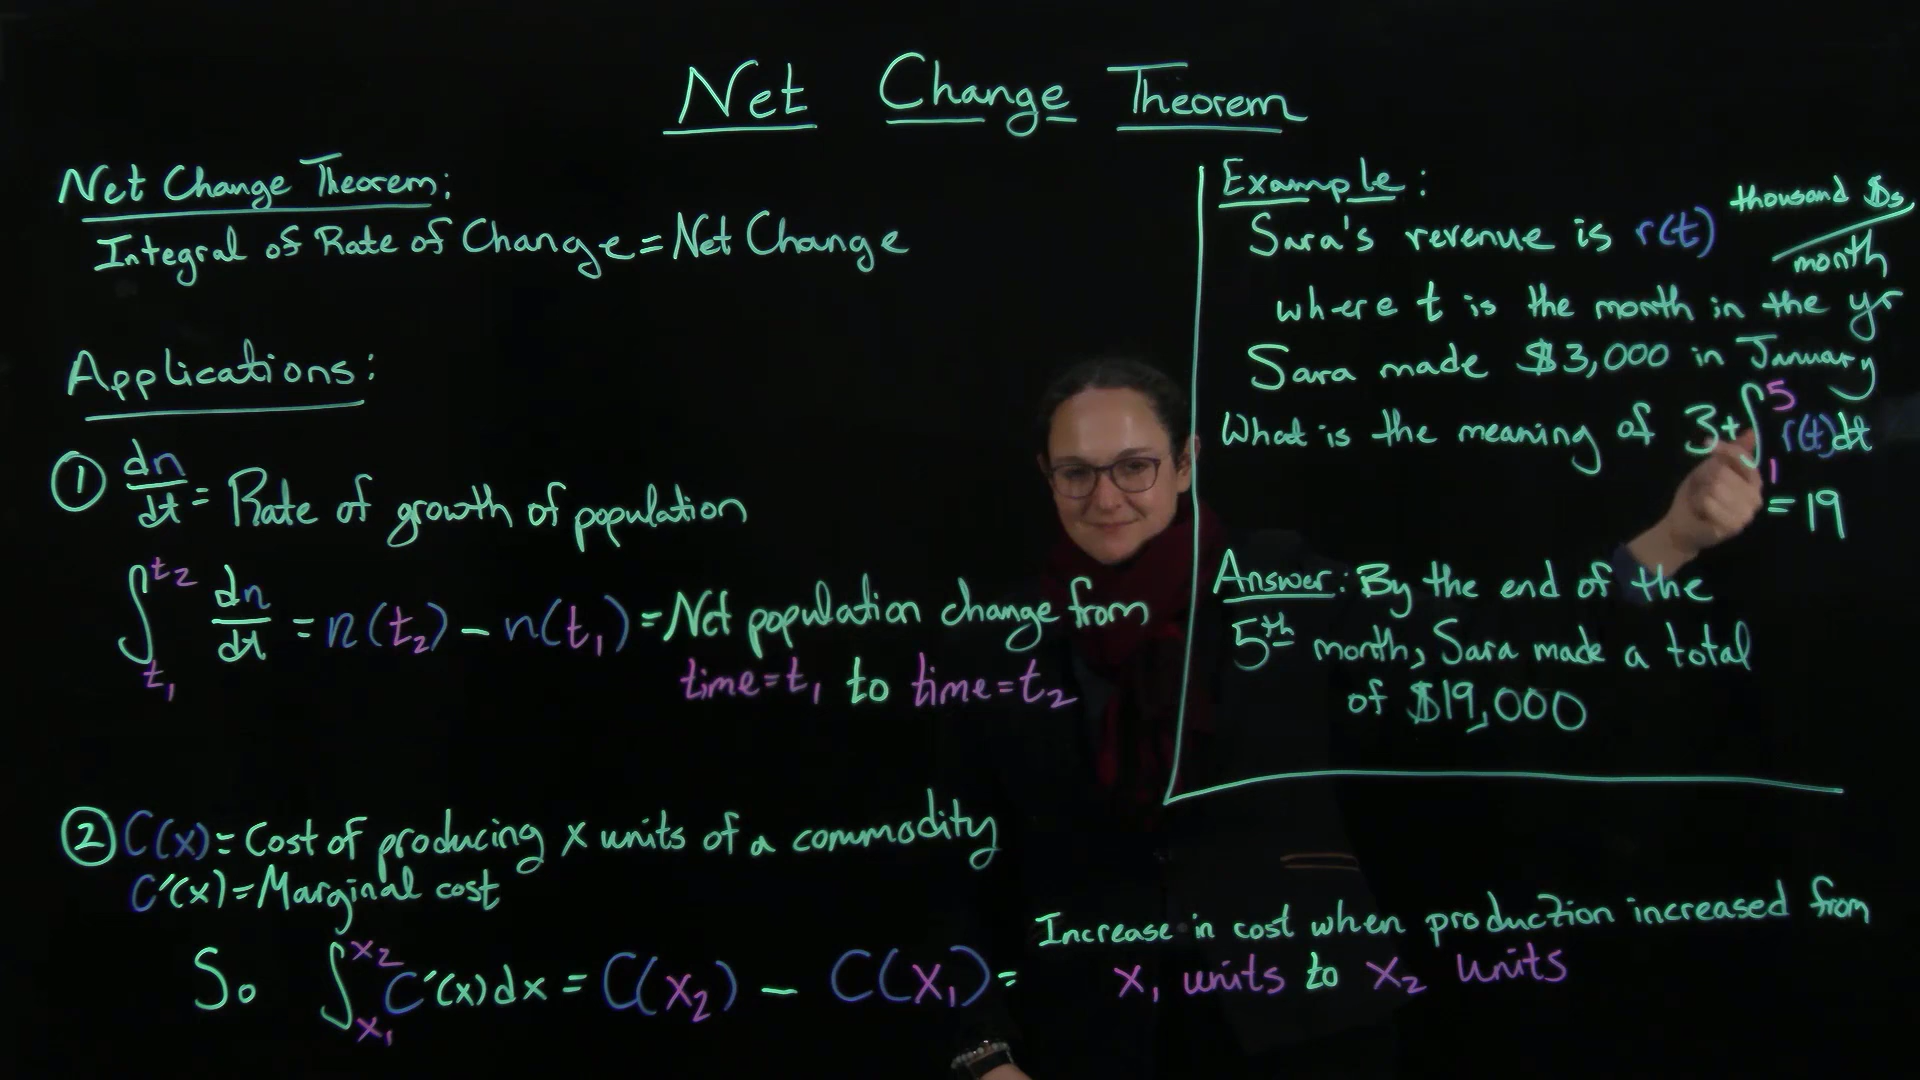 Net Change Theorem
Net Change Theorem:
Integral of Rate of Change = Net Change
Applications:
① dn/dt = Rate of growth of population
∫_{t₁}^{t₂} dn/dt = n(t₂) - n(t₁) = Net population change from
time = t₁ to time = t₂
② C(x) = Cost of producing x units of a commodity
C'(x) = Marginal cost
So ∫_{x₁}^{x₂} C'(x) dx = C(x₂) - C(x₁) = Increase in cost when production increased from
x₁ units to x₂ units
Example:
Sara's revenue is r(t) thousand $s / month
where t is the month in the yr
Sara made $3,000 in January
What is the meaning of 3 + ∫_{1}^{5} r(t)dt
= 19
Answer: By the end of the
5th month, Sara made a total
of $19,000